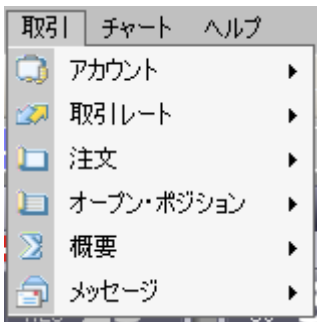 取引 チャート ヘルプ
アカウント
取引レート
注文
オープン・ポジション
概要
メッセージ